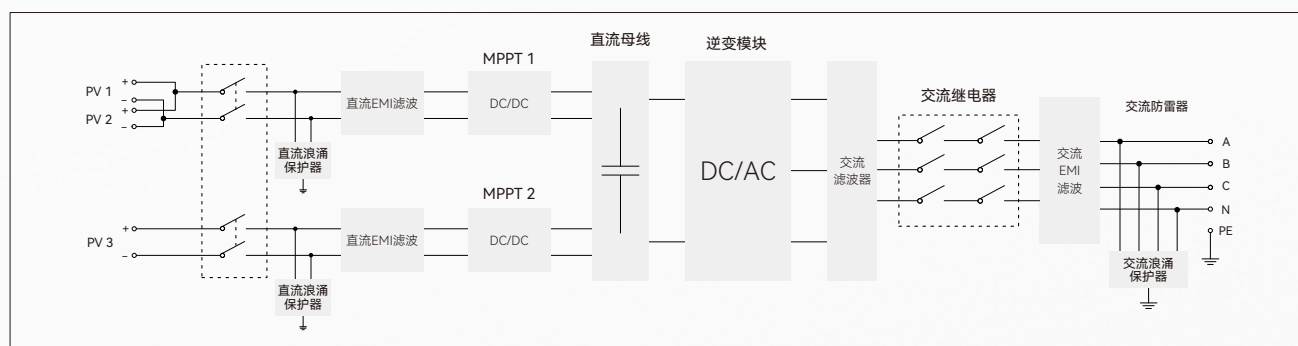 直流母线
逆变模块
MPPT 1
PV 1
+
−
PV 2
+
−
直流EMI滤波
DC/DC
直流浪涌
保护器
交流继电器
交流防雷器
DC/AC
交流
滤波器
交流
EMI
滤波
A
B
C
N
PE
MPPT 2
PV 3
+
−
直流EMI滤波
DC/DC
直流浪涌
保护器
交流浪涌
保护器